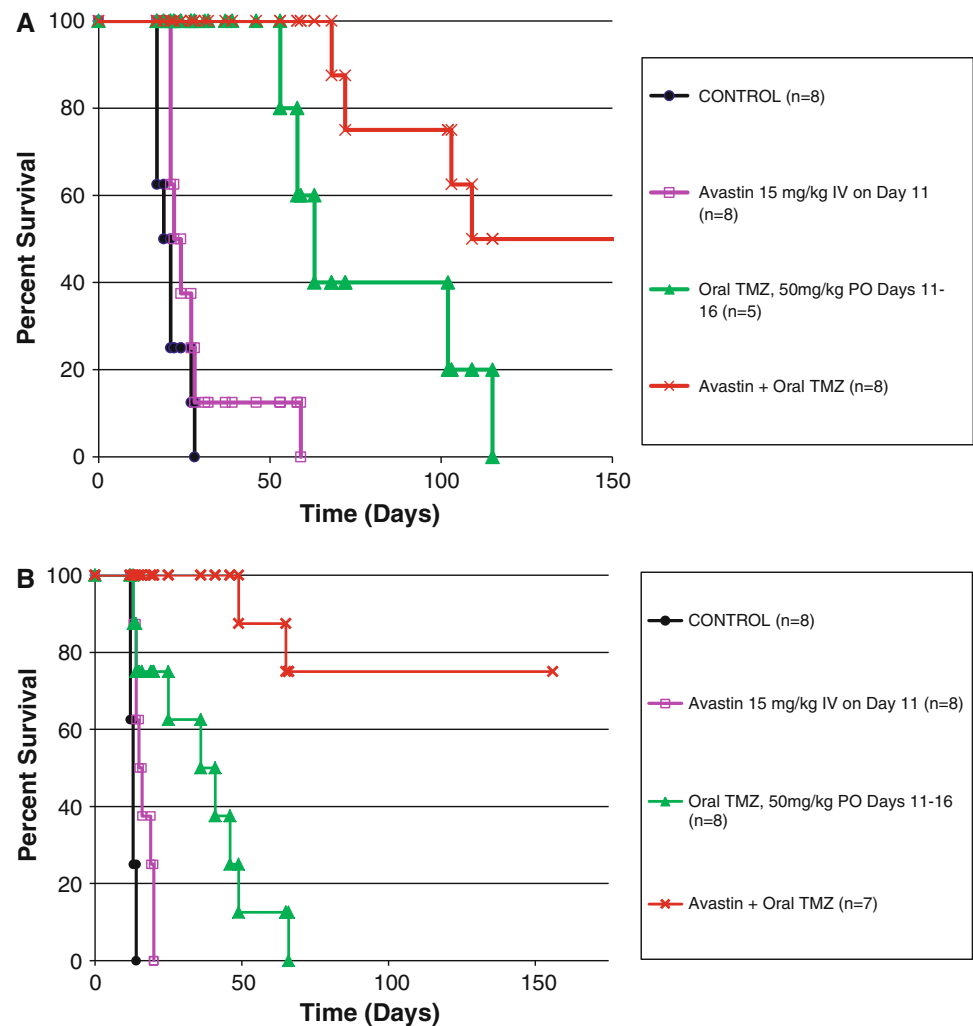 A
100
80
60
40
20
0
Percent Survival
0
50
100
150
Time (Days)
CONTROL (n=8)
Avastin 15 mg/kg IV on Day 11
(n=8)
Oral TMZ, 50mg/kg PO Days 11-
16 (n=5)
Avastin + Oral TMZ (n=8)
B
100
80
60
40
20
0
Percent Survival
0
50
100
150
Time (Days)
CONTROL (n=8)
Avastin 15 mg/kg IV on Day 11 (n=8)
Oral TMZ, 50mg/kg PO Days 11-16
(n=8)
Avastin + Oral TMZ (n=7)